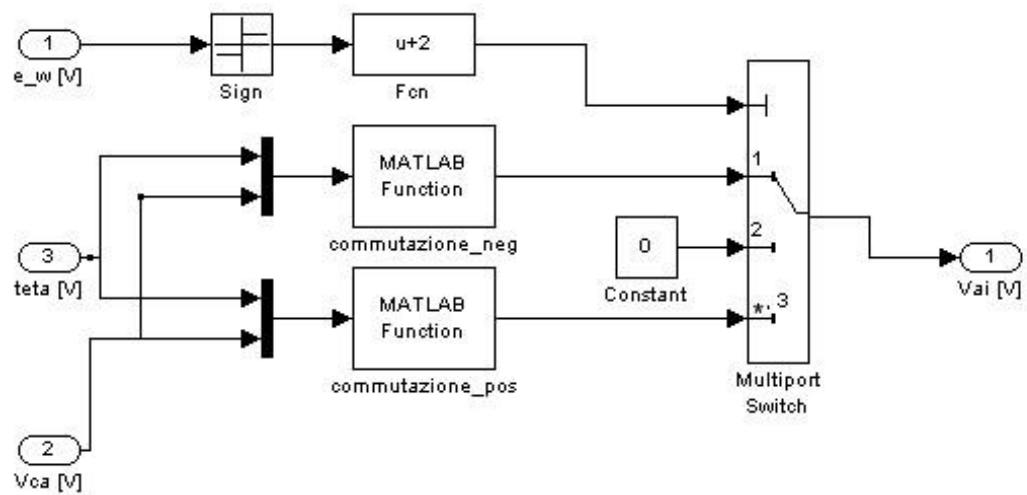 1
e_w [V]
Sign
u+2
Fcn
MATLAB
Function
commutazione_neg
3
teta [V]
MATLAB
Function
commutazione_pos
2
Vca [V]
0
Constant
1
2
*, 3
Multiport
Switch
1
Vai [V]